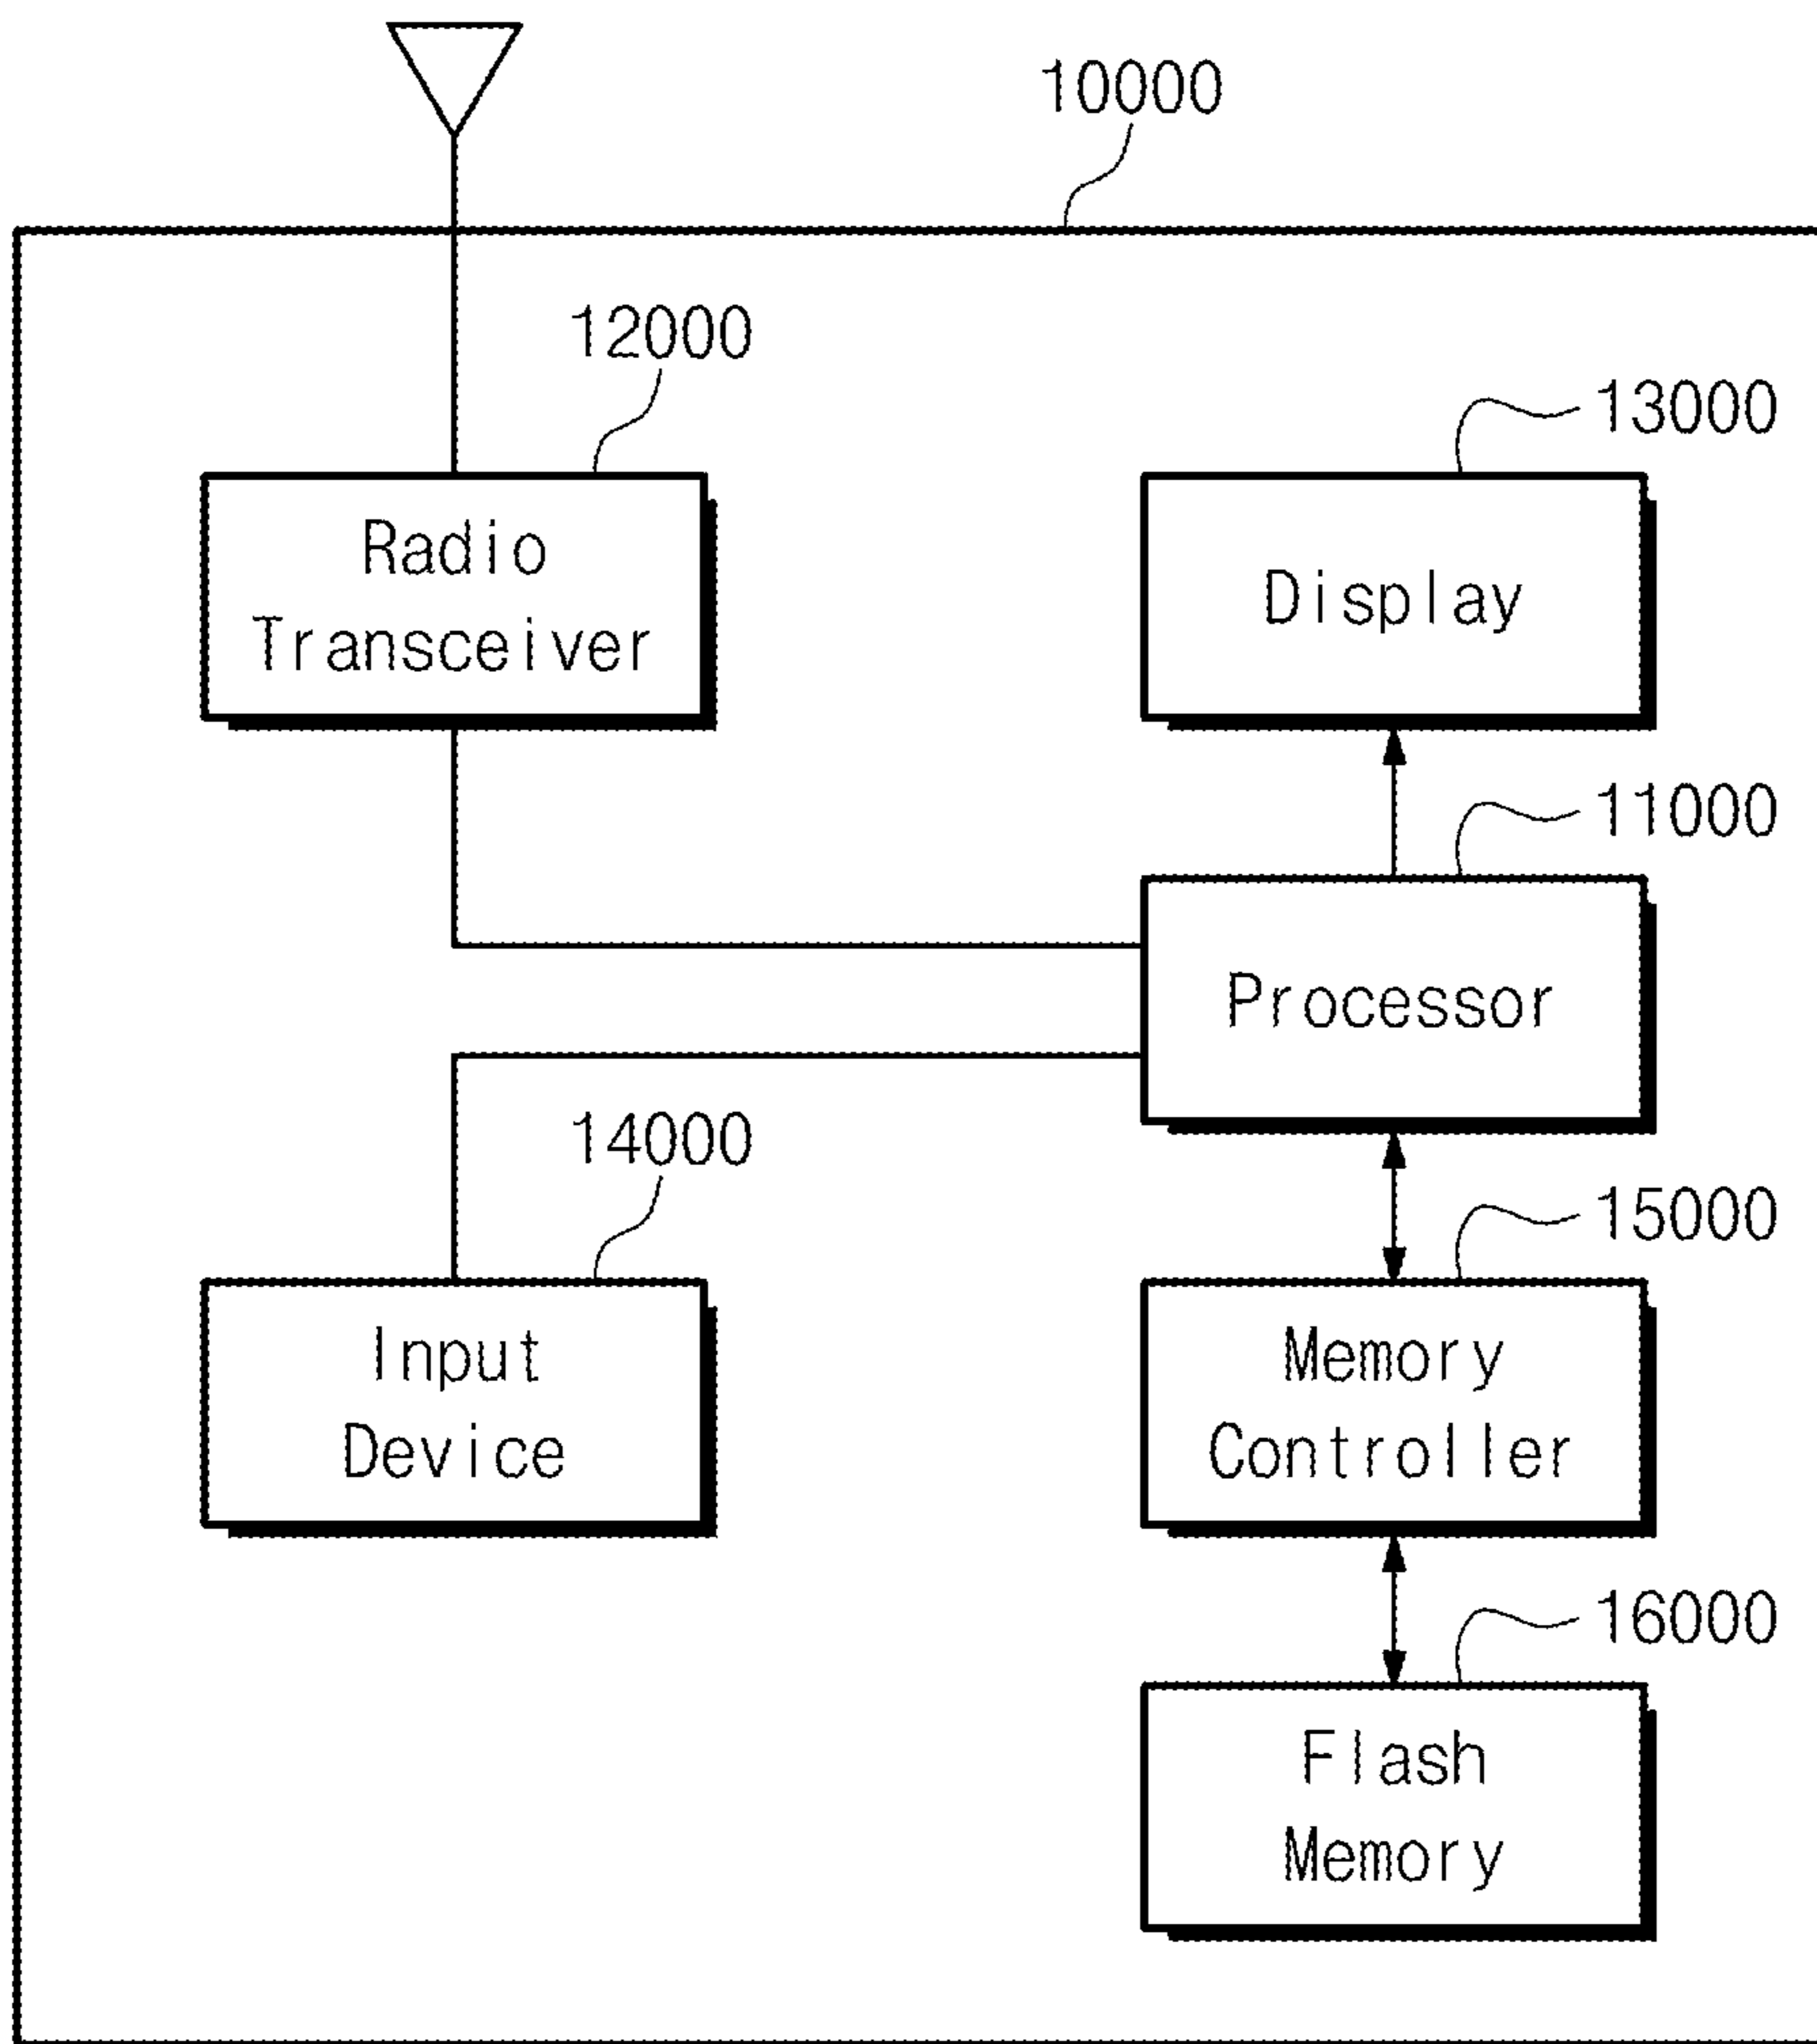 10000
12000
13000
Radio
Transceiver
Display
11000
Processor
14000
15000
Input
Device
Memory
Controller
16000
Flash
Memory